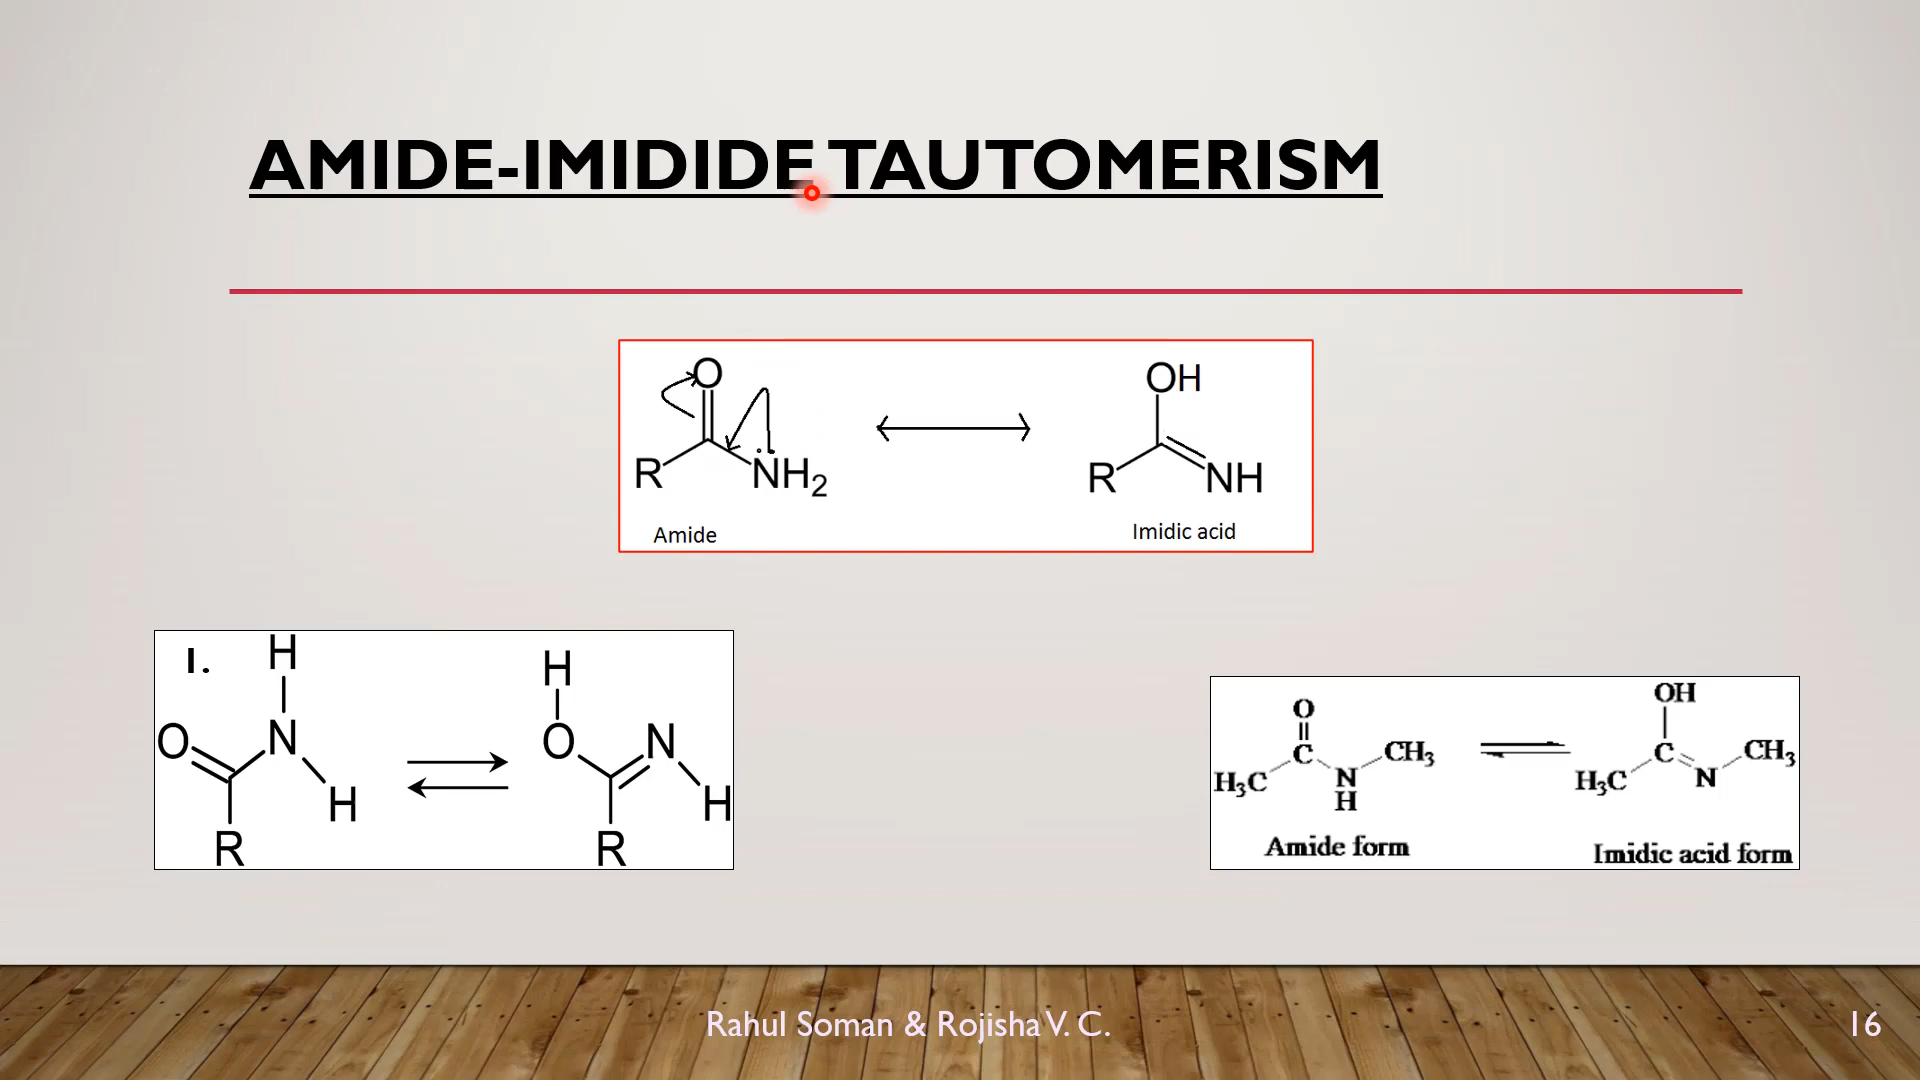 AMIDE-IMIDIDE TAUTOMERISM
O
R
NH2
Amide
OH
R
NH
Imidic acid
1.
H
O
N
H
R
H
O
N
H
R
O
C
CH3
H3C
N
H
Amide form
OH
C
CH3
H3C
N
Imidic acid form
Rahul Soman & Rojisha V. C.
16